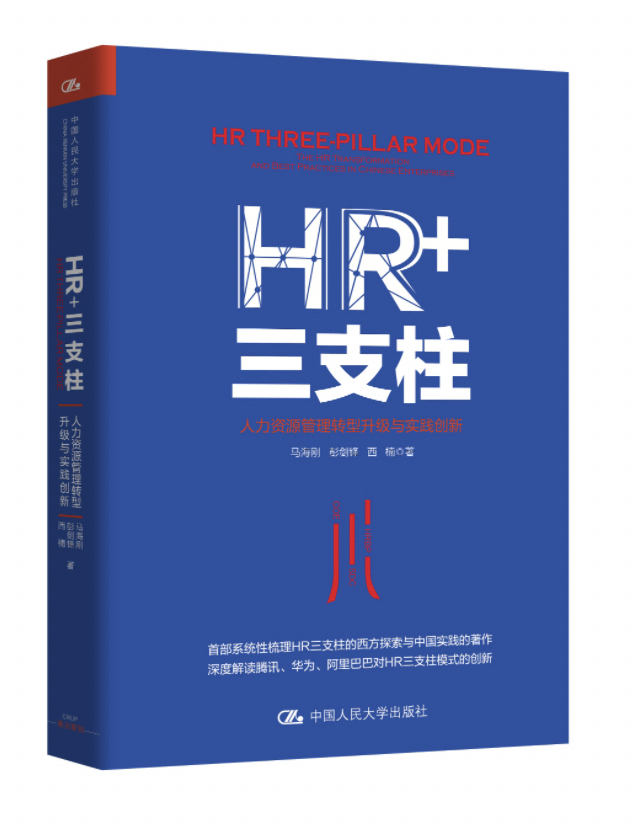 HR THREE-PILLAR MODE
HR+
三支柱
人力资源管理转型升级与实践创新
马海刚 彭剑锋 西楠◎著
首部系统性梳理HR三支柱的西方探索与中国实践的著作
深度解读腾讯、华为、阿里巴巴对HR三支柱模式的创新
中国人民大学出版社
中国人民大学出版社
CHINA RENMIN UNIVERSITY PRESS
HR+三支柱
人力资源管理转型
升级与实践创新
马海刚
彭剑锋
西楠
著
CRUP